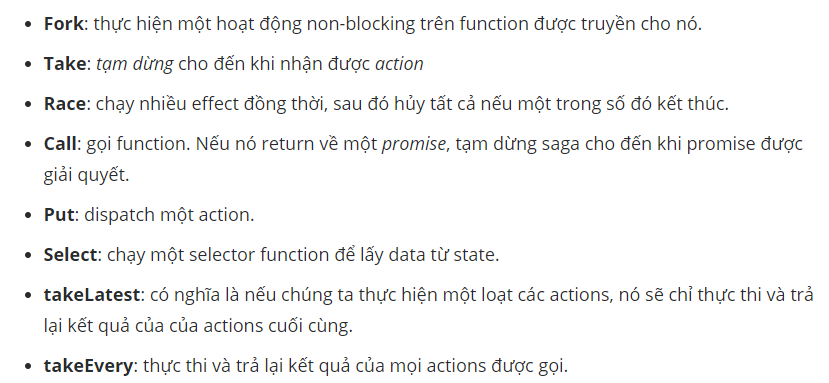 Fork: thực hiện một hoạt động non-blocking trên function được truyền cho nó.
Take: tạm dừng cho đến khi nhận được action
Race: chạy nhiều effect đồng thời, sau đó hủy tất cả nếu một trong số đó kết thúc.
Call: gọi function. Nếu nó return về một promise, tạm dừng saga cho đến khi promise được
giải quyết.
Put: dispatch một action.
Select: chạy một selector function để lấy data từ state.
takeLatest: có nghĩa là nếu chúng ta thực hiện một loạt các actions, nó sẽ chỉ thực thi và trả
lại kết quả của của actions cuối cùng.
takeEvery: thực thi và trả lại kết quả của mọi actions được gọi.